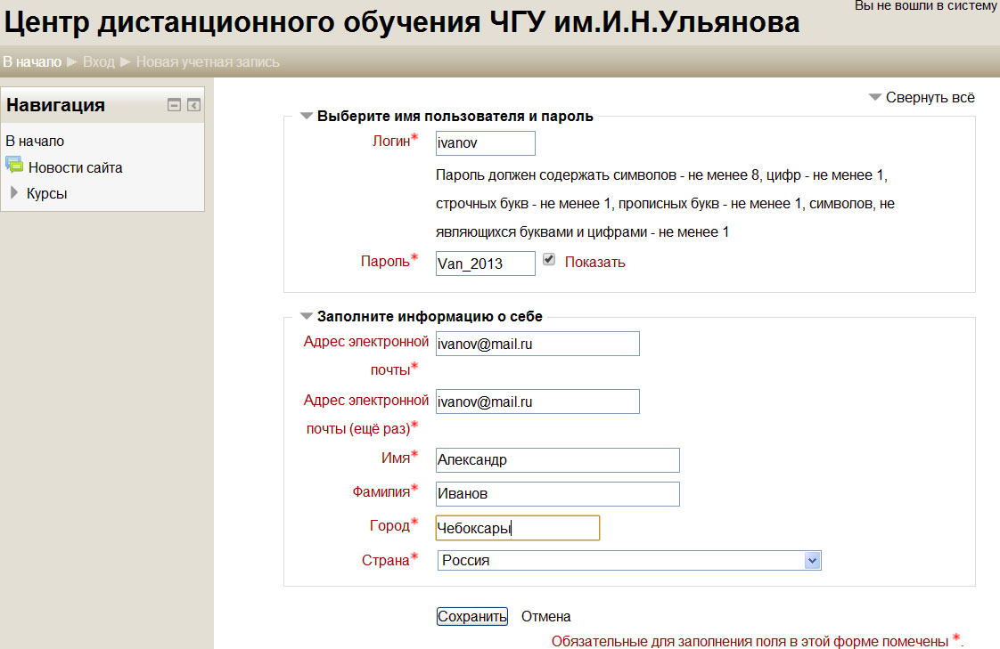 Вы не вошли в систему
Центр дистанционного обучения ЧГУ им.И.Н.Ульянова
В начало ► Вход ► Новая учетная запись
Навигация
В начало
Новости сайта
Курсы
Свернуть всё
Выберите имя пользователя и пароль
Логин* ivanov
Пароль должен содержать символов - не менее 8, цифр - не менее 1,
строчных букв - не менее 1, прописных букв - не менее 1, символов, не
являющихся буквами и цифрами - не менее 1
Пароль* Van_2013 Показать
Заполните информацию о себе
Адрес электронной ivanov@mail.ru
почты*
Адрес электронной ivanov@mail.ru
почты (ещё раз)*
Имя* Александр
Фамилия* Иванов
Город* Чебоксары
Страна* Россия
Сохранить Отмена
Обязательные для заполнения поля в этой форме помечены *.